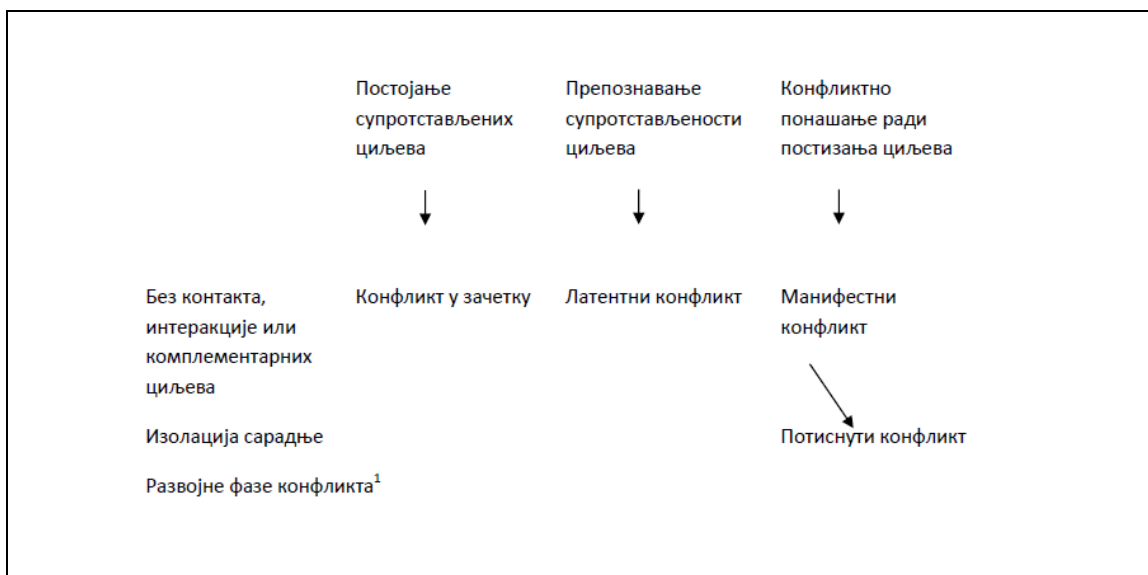 Постојање
супротстављених
циљева
Препознавање
супротстављености
циљева
Конфликтно
понашање ради
постизања циљева
Без контакта,
интеракције или
комплементарних
циљева
Конфликт у зачетку
Латентни конфликт
Манифестни
конфликт
Изолација сарадње
Потиснути конфликт
Развојне фазе конфликта¹